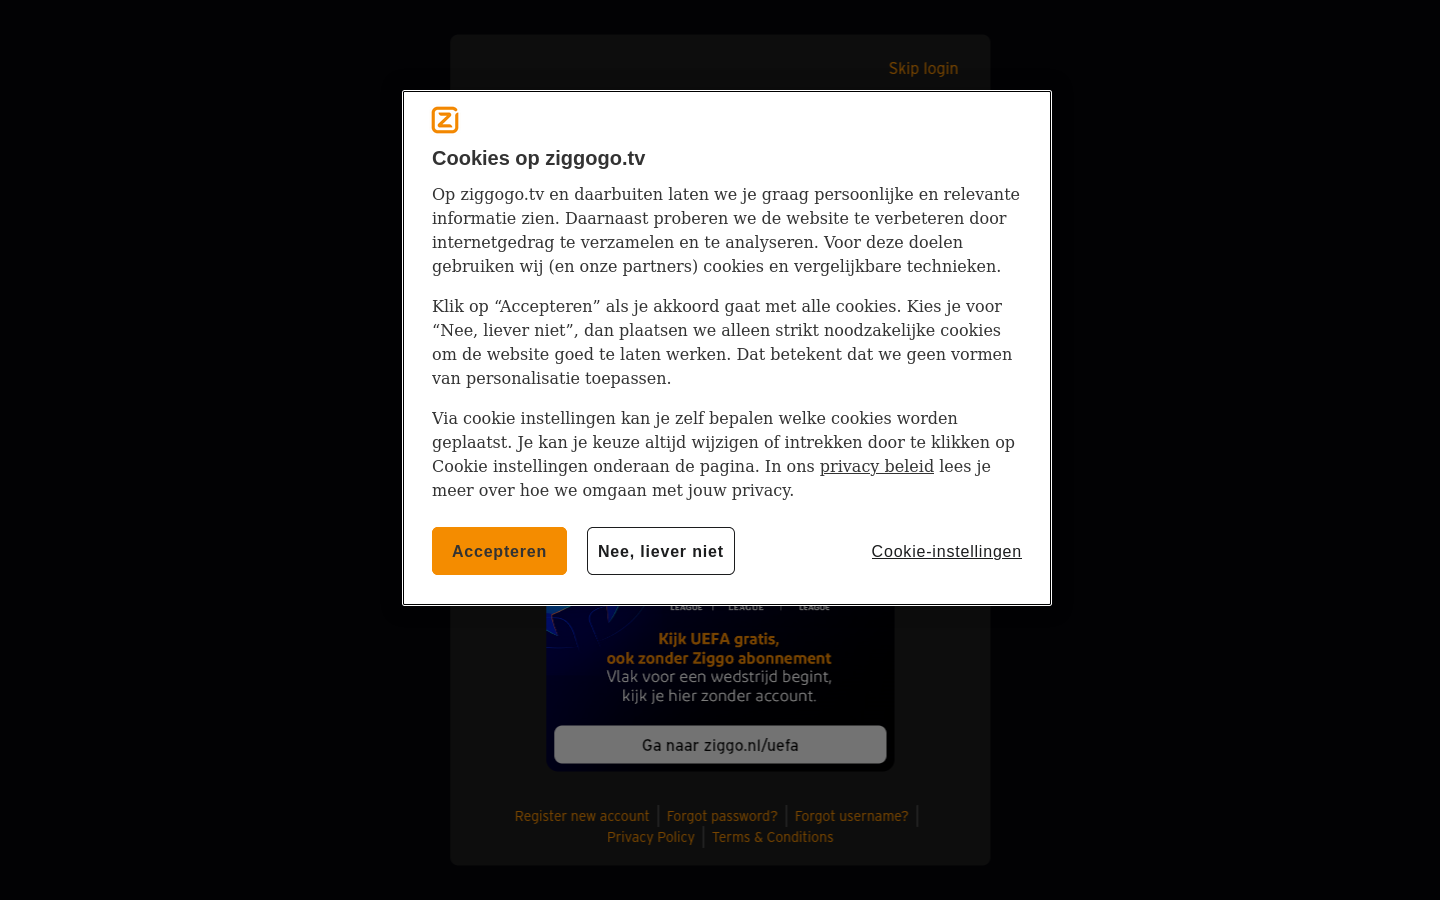 Skip login
Z
Cookies op ziggogo.tv
Op ziggogo.tv en daarbuiten laten we je graag persoonlijke en relevante
informatie zien. Daarnaast proberen we de website te verbeteren door
internetgedrag te verzamelen en te analyseren. Voor deze doelen
gebruiken wij (en onze partners) cookies en vergelijkbare technieken.
Klik op “Accepteren” als je akkoord gaat met alle cookies. Kies je voor
“Nee, liever niet”, dan plaatsen we alleen strikt noodzakelijke cookies
om de website goed te laten werken. Dat betekent dat we geen vormen
van personalisatie toepassen.
Via cookie instellingen kan je zelf bepalen welke cookies worden
geplaatst. Je kan je keuze altijd wijzigen of intrekken door te klikken op
Cookie instellingen onderaan de pagina. In ons privacy beleid lees je
meer over hoe we omgaan met jouw privacy.
Accepteren Nee, liever niet Cookie-instellingen
LEAGUE | LEAGUE | LEAGUE
Kijk UEFA gratis,
ook zonder Ziggo abonnement
Vlak voor een wedstrijd begint,
kijk je hier zonder account.
Ga naar ziggo.nl/uefa
Register new account | Forgot password? | Forgot username? |
Privacy Policy | Terms & Conditions